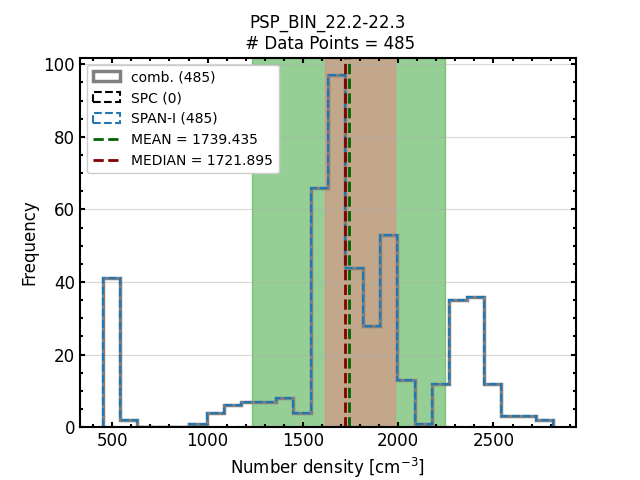 PSP_BIN_22.2-22.3
# Data Points = 485
comb. (485)
SPC (0)
SPAN-I (485)
MEAN = 1739.435
MEDIAN = 1721.895
100
80
60
40
20
0
Frequency
500
1000
1500
2000
2500
Number density [cm⁻³]